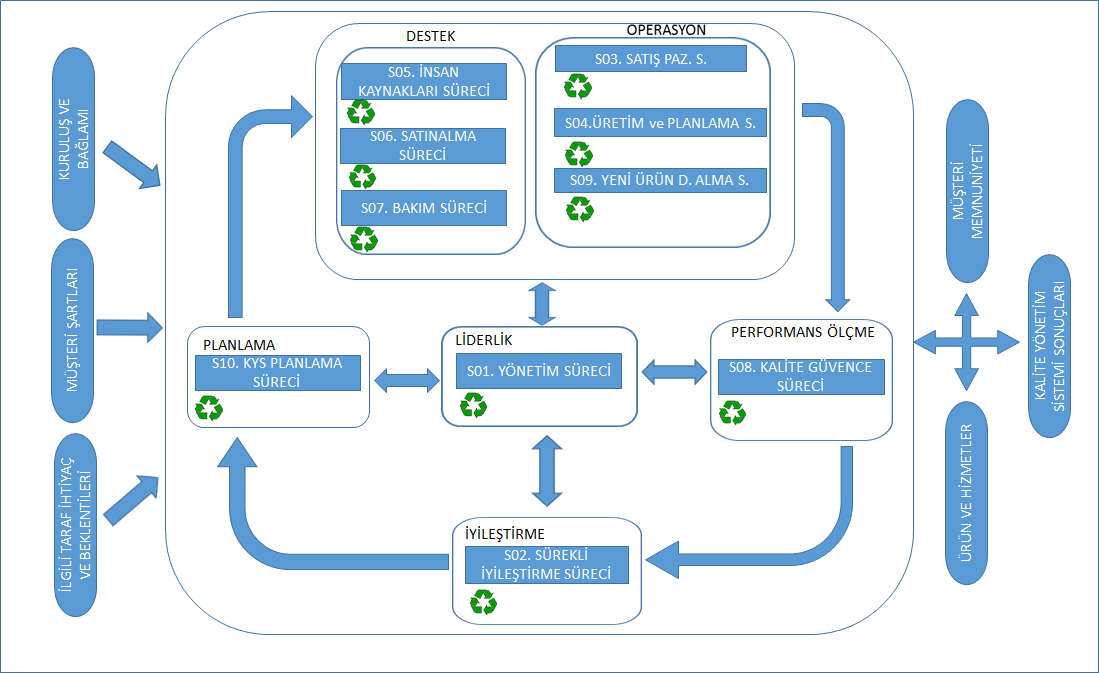 DESTEK
OPERASYON
S05. İNSAN
KAYNAKLARI SÜRECİ
S06. SATINALMA
SÜRECİ
S07. BAKIM SÜRECİ
S03. SATIŞ PAZ. S.
S04.ÜRETİM ve PLANLAMA S.
S09. YENİ ÜRÜN D. ALMA S.
KURULUŞ VE
BAĞLAMI
MÜŞTERİ ŞARTLARI
İLGİLİ TARAF İHTİYAÇ
VE BEKLENTİLERİ
PLANLAMA
S10. KYS PLANLAMA
SÜRECİ
LİDERLİK
S01. YÖNETİM SÜRECİ
PERFORMANS ÖLÇME
S08. KALİTE GÜVENCE
SÜRECİ
İYİLEŞTİRME
S02. SÜREKLİ
İYİLEŞTİRME SÜRECİ
MÜŞTERİ
MEMNUNİYETİ
KALİTE YÖNETİM
SİSTEMİ SONUÇLARI
ÜRÜN VE HİZMETLER